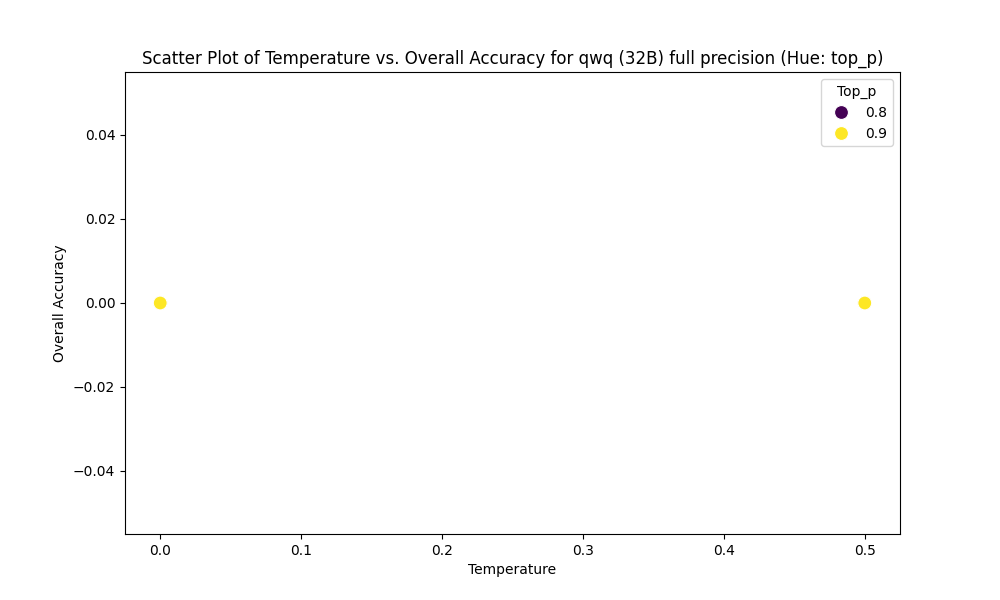 Scatter Plot of Temperature vs. Overall Accuracy for qwq (32B) full precision (Hue: top_p)
Top_p
0.8
0.9
0.04
0.02
0.00
−0.02
−0.04
Overall Accuracy
0.0 0.1 0.2 0.3 0.4 0.5
Temperature